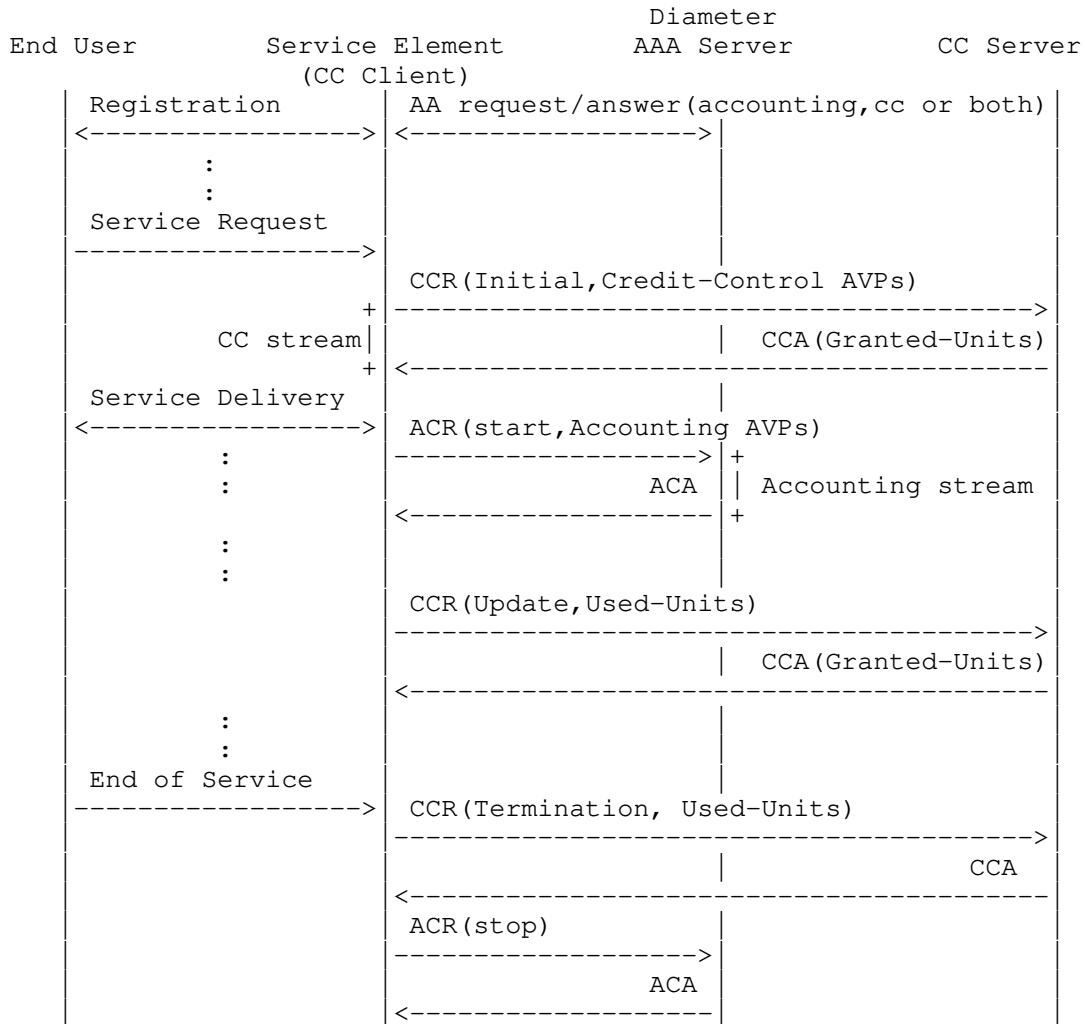 Diameter
End User Service Element AAA Server CC Server
(CC Client)
Registration AA request/answer(accounting,cc or both)
:
:
Service Request
CCR(Initial,Credit-Control AVPs)
CC stream CCA(Granted-Units)
Service Delivery
ACR(start,Accounting AVPs)
:
: ACA Accounting stream
:
:
CCR(Update,Used-Units)
CCA(Granted-Units)
:
:
End of Service
CCR(Termination, Used-Units)
CCA
ACR(stop)
ACA